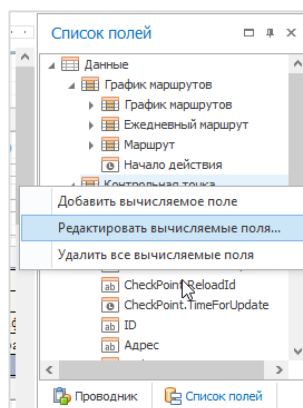 Список полей
Данные
График маршрутов
График маршрутов
Ежедневный маршрут
Маршрут
Начало действия
Контрольная точка
Добавить вычисляемое поле
Редактировать вычисляемые поля...
Удалить все вычисляемые поля
CheckPoint.ReloadId
CheckPoint.TimeForUpdate
ID
Адрес
Проводник
Список полей